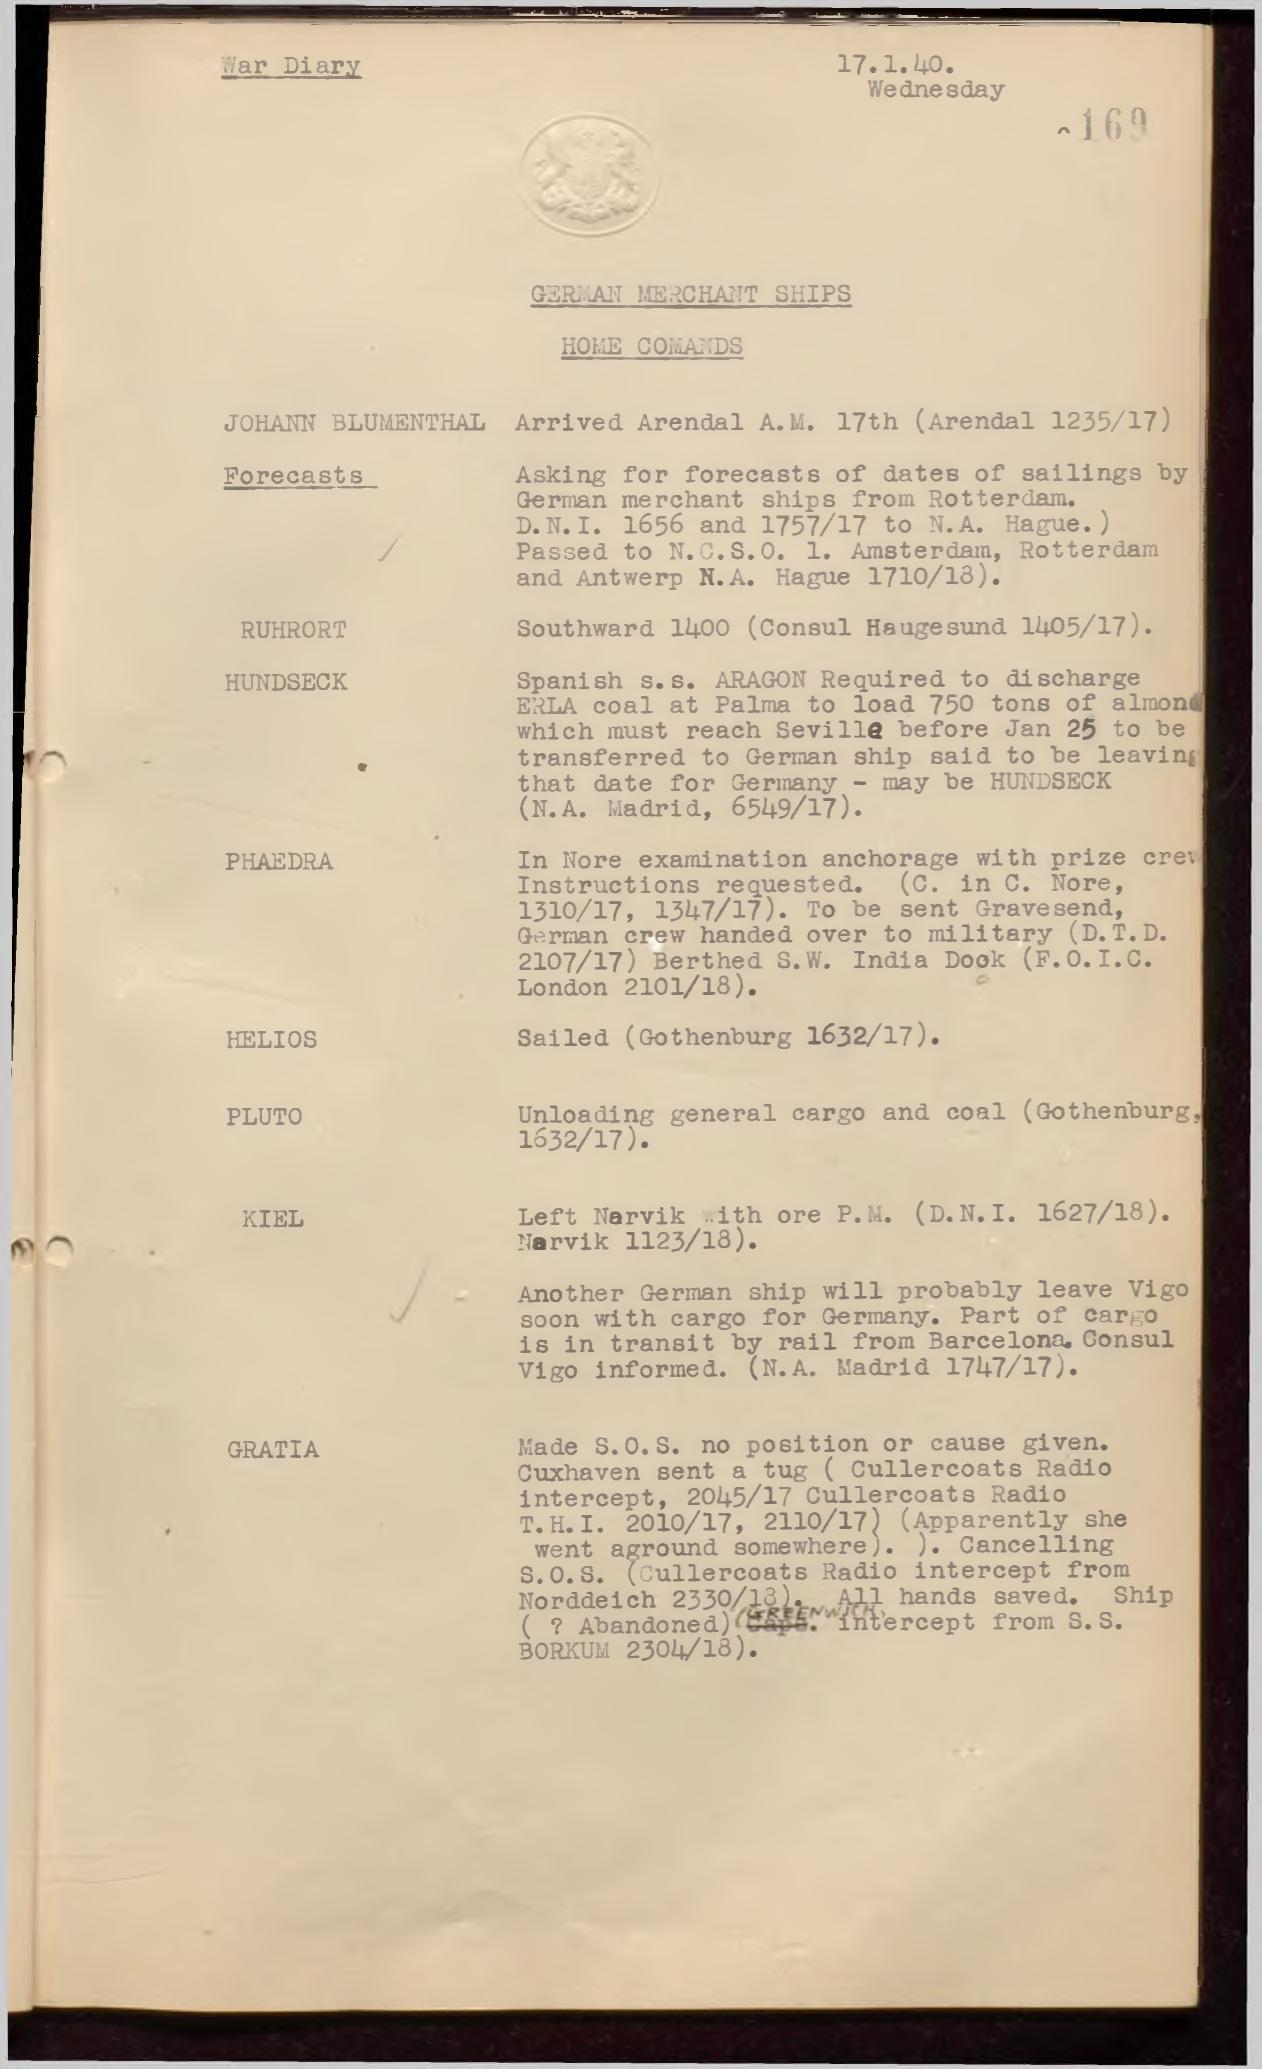 War Diary
17.1.40.
Wednesday
169
GERMAN MERCHANT SHIPS
HOME COMANDS
JOHANN BLUMENTHAL Arrived Arendal A.M. 17th (Arendal 1235/17)
Forecasts Asking for forecasts of dates of sailings by
German merchant ships from Rotterdam.
D.N.I. 1656 and 1757/17 to N.A. Hague.)
Passed to N.C.S.O. 1. Amsterdam, Rotterdam
and Antwerp N.A. Hague 1710/18).
RUHRORT Southward 1400 (Consul Haugesund 1405/17).
HUNDSECK Spanish s.s. ARAGON Required to discharge
ERLA coal at Palma to load 750 tons of almond
which must reach Seville before Jan 25 to be
transferred to German ship said to be leaving
that date for Germany - may be HUNDSECK
(N.A. Madrid, 6549/17).
PHAEDRA In Nore examination anchorage with prize crew
Instructions requested. (C. in C. Nore,
1310/17, 1347/17). To be sent Gravesend,
German crew handed over to military (D.T.D.
2107/17) Berthed S.W. India Dook (F.O.I.C.
London 2101/18).
HELIOS Sailed (Gothenburg 1632/17).
PLUTO Unloading general cargo and coal (Gothenburg,
1632/17).
KIEL Left Narvik with ore P.M. (D.N.I. 1627/18).
Narvik 1123/18).
Another German ship will probably leave Vigo
soon with cargo for Germany. Part of cargo
is in transit by rail from Barcelona. Consul
Vigo informed. (N.A. Madrid 1747/17).
GRATIA Made S.O.S. no position or cause given.
Cuxhaven sent a tug ( Cullercoats Radio
intercept, 2045/17 Cullercoats Radio
T.H.I. 2010/17, 2110/17) (Apparently she
went aground somewhere). ). Cancelling
S.O.S. (Cullercoats Radio intercept from
Norddeich 2330/18). All hands saved. Ship
( ? Abandoned) (GREENWICH, Cape. intercept from S.S.
BORKUM 2304/18).